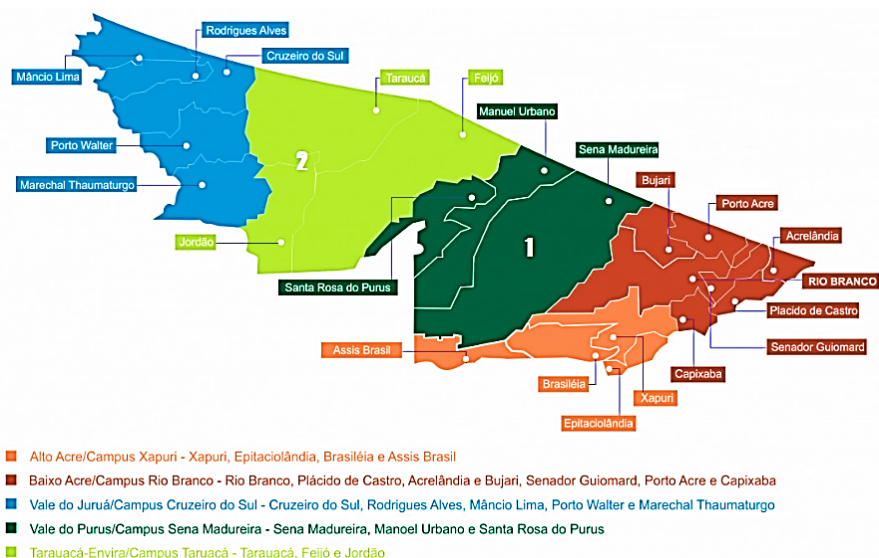 Rodrigues Alves
Cruzeiro do Sul
Mâncio Lima
Tarauacá
Feijó
Manuel Urbano
Porto Walter
Sena Madureira
2
Bujari
Marechal Thaumaturgo
Porto Acre
Acrelândia
Jordão
1
RIO BRANCO
Santa Rosa do Purus
Placido de Castro
Assis Brasil
Senador Guiomard
Capixaba
Brasiléia
Xapuri
Epitaciolândia
Alto Acre/Campus Xapuri - Xapuri, Epitaciolândia, Brasiléia e Assis Brasil
Baixo Acre/Campus Rio Branco - Rio Branco, Plácido de Castro, Acrelândia e Bujari, Senador Guiomard, Porto Acre e Capixaba
Vale do Juruá/Campus Cruzeiro do Sul - Cruzeiro do Sul, Rodrigues Alves, Mâncio Lima, Porto Walter e Marechal Thaumaturgo
Vale do Purus/Campus Sena Madureira - Sena Madureira, Manoel Urbano e Santa Rosa do Purus
Tarauacá-Envira/Campus Taruacá - Tarauacá, Feijó e Jordão